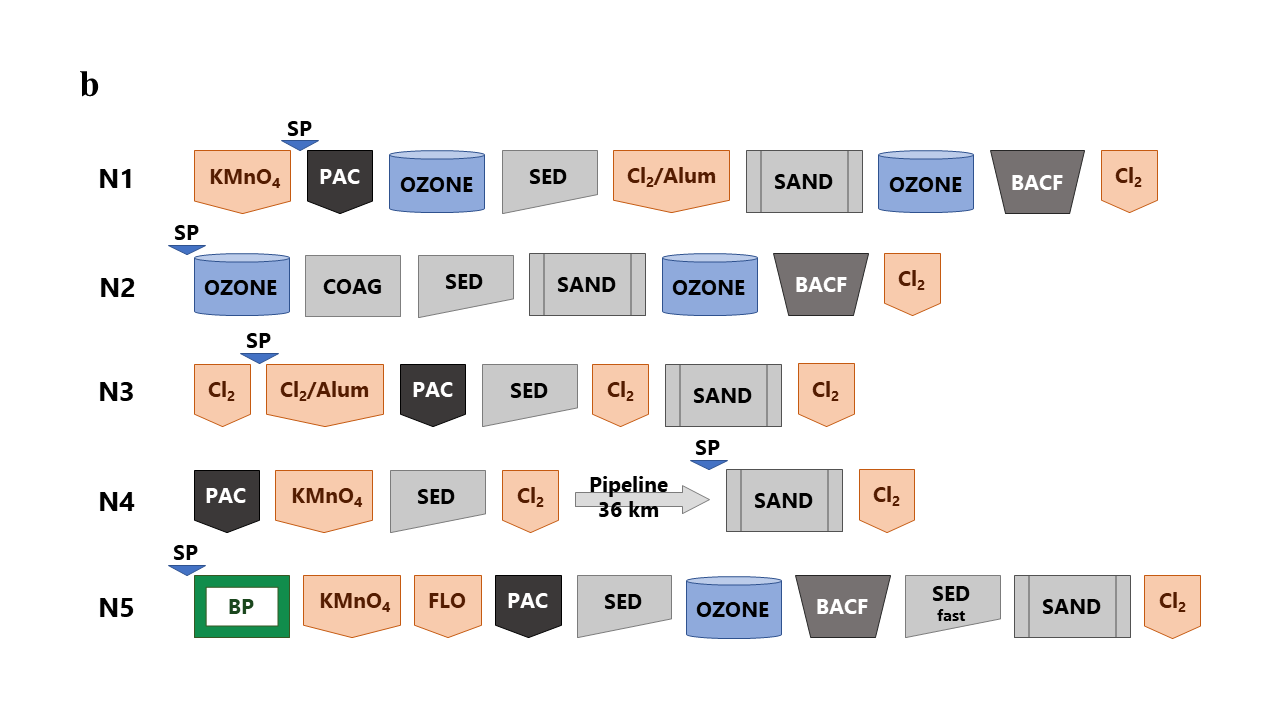 b
SP
N1 KMnO₄ PAC OZONE SED Cl₂/Alum SAND OZONE BACF Cl₂
SP
N2 OZONE COAG SED SAND OZONE BACF Cl₂
SP
N3 Cl₂ Cl₂/Alum PAC SED Cl₂ SAND Cl₂
SP
N4 PAC KMnO₄ SED Cl₂ Pipeline 36 km SAND Cl₂
SP
N5 BP KMnO₄ FLO PAC SED OZONE BACF SED fast SAND Cl₂